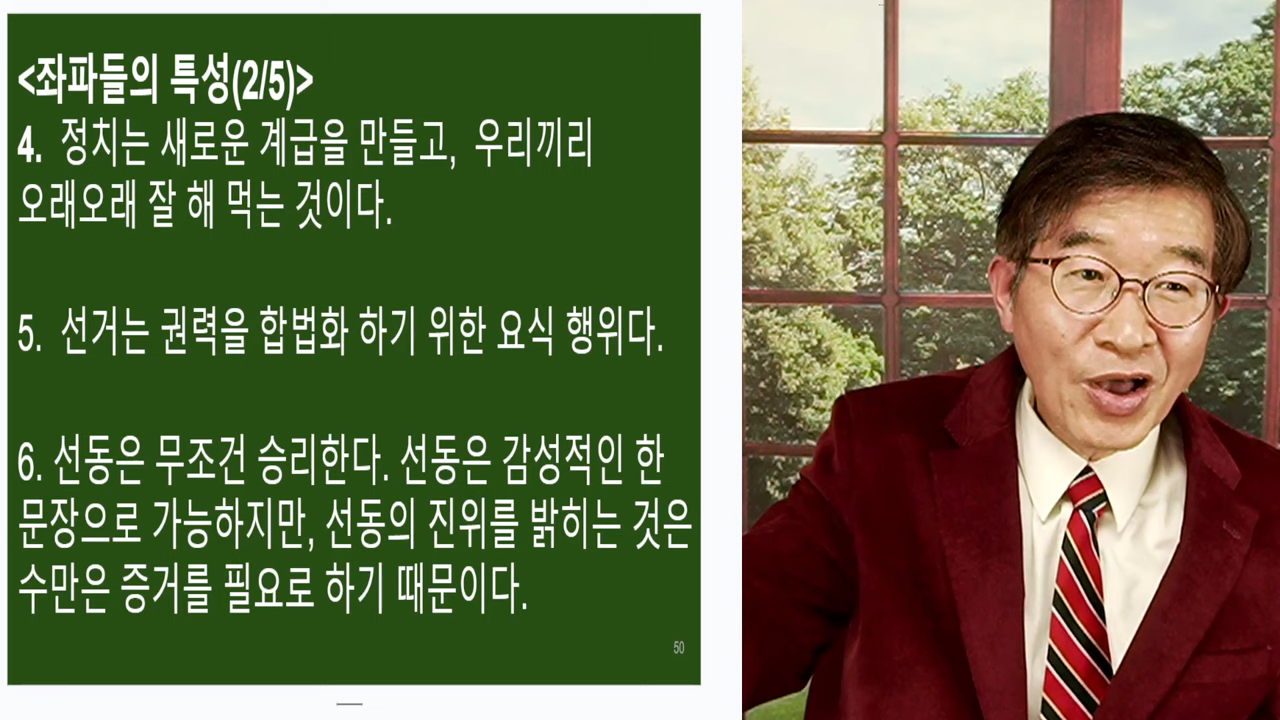 <좌파들의 특성(2/5)>
4. 정치는 새로운 계급을 만들고, 우리끼리
오래오래 잘 해 먹는 것이다.
5. 선거는 권력을 합법화 하기 위한 요식 행위다.
6. 선동은 무조건 승리한다. 선동은 감성적인 한
문장으로 가능하지만, 선동의 진위를 밝히는 것은
수만은 증거를 필요로 하기 때문이다.
50